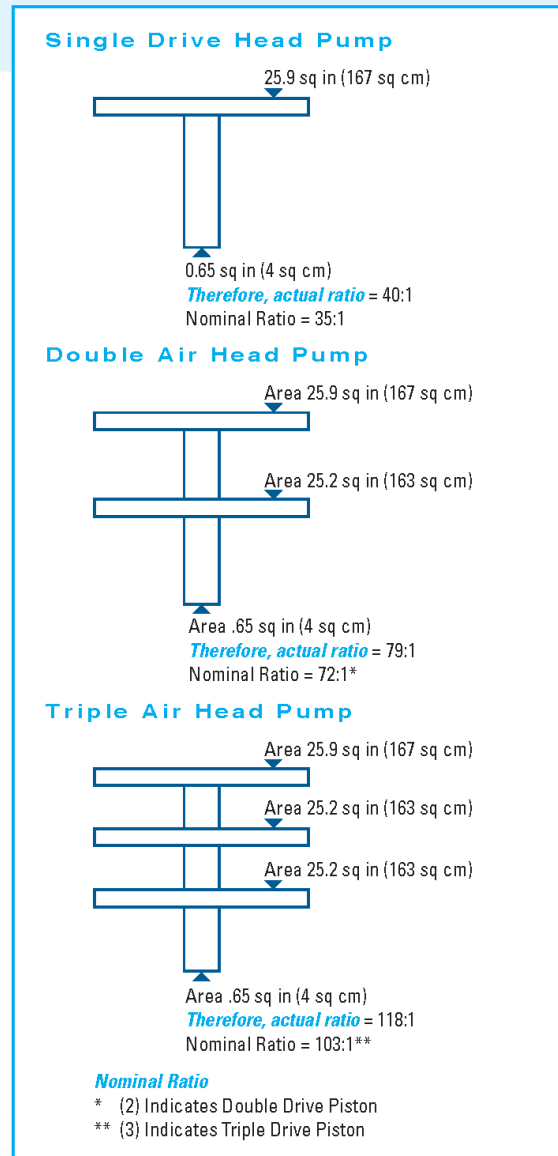 Single Drive Head Pump
25.9 sq in (167 sq cm)
0.65 sq in (4 sq cm)
Therefore, actual ratio = 40:1
Nominal Ratio = 35:1
Double Air Head Pump
Area 25.9 sq in (167 sq cm)
Area 25.2 sq in (163 sq cm)
Area .65 sq in (4 sq cm)
Therefore, actual ratio = 79:1
Nominal Ratio = 72:1*
Triple Air Head Pump
Area 25.9 sq in (167 sq cm)
Area 25.2 sq in (163 sq cm)
Area 25.2 sq in (163 sq cm)
Area .65 sq in (4 sq cm)
Therefore, actual ratio = 118:1
Nominal Ratio = 103:1**
Nominal Ratio
* (2) Indicates Double Drive Piston
** (3) Indicates Triple Drive Piston